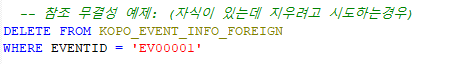 -- 참조 무결성 예제: (자식이 있는데 지우려고 시도하는경우)
DELETE FROM KOPO_EVENT_INFO_FOREIGN
WHERE EVENTID = 'EV00001'